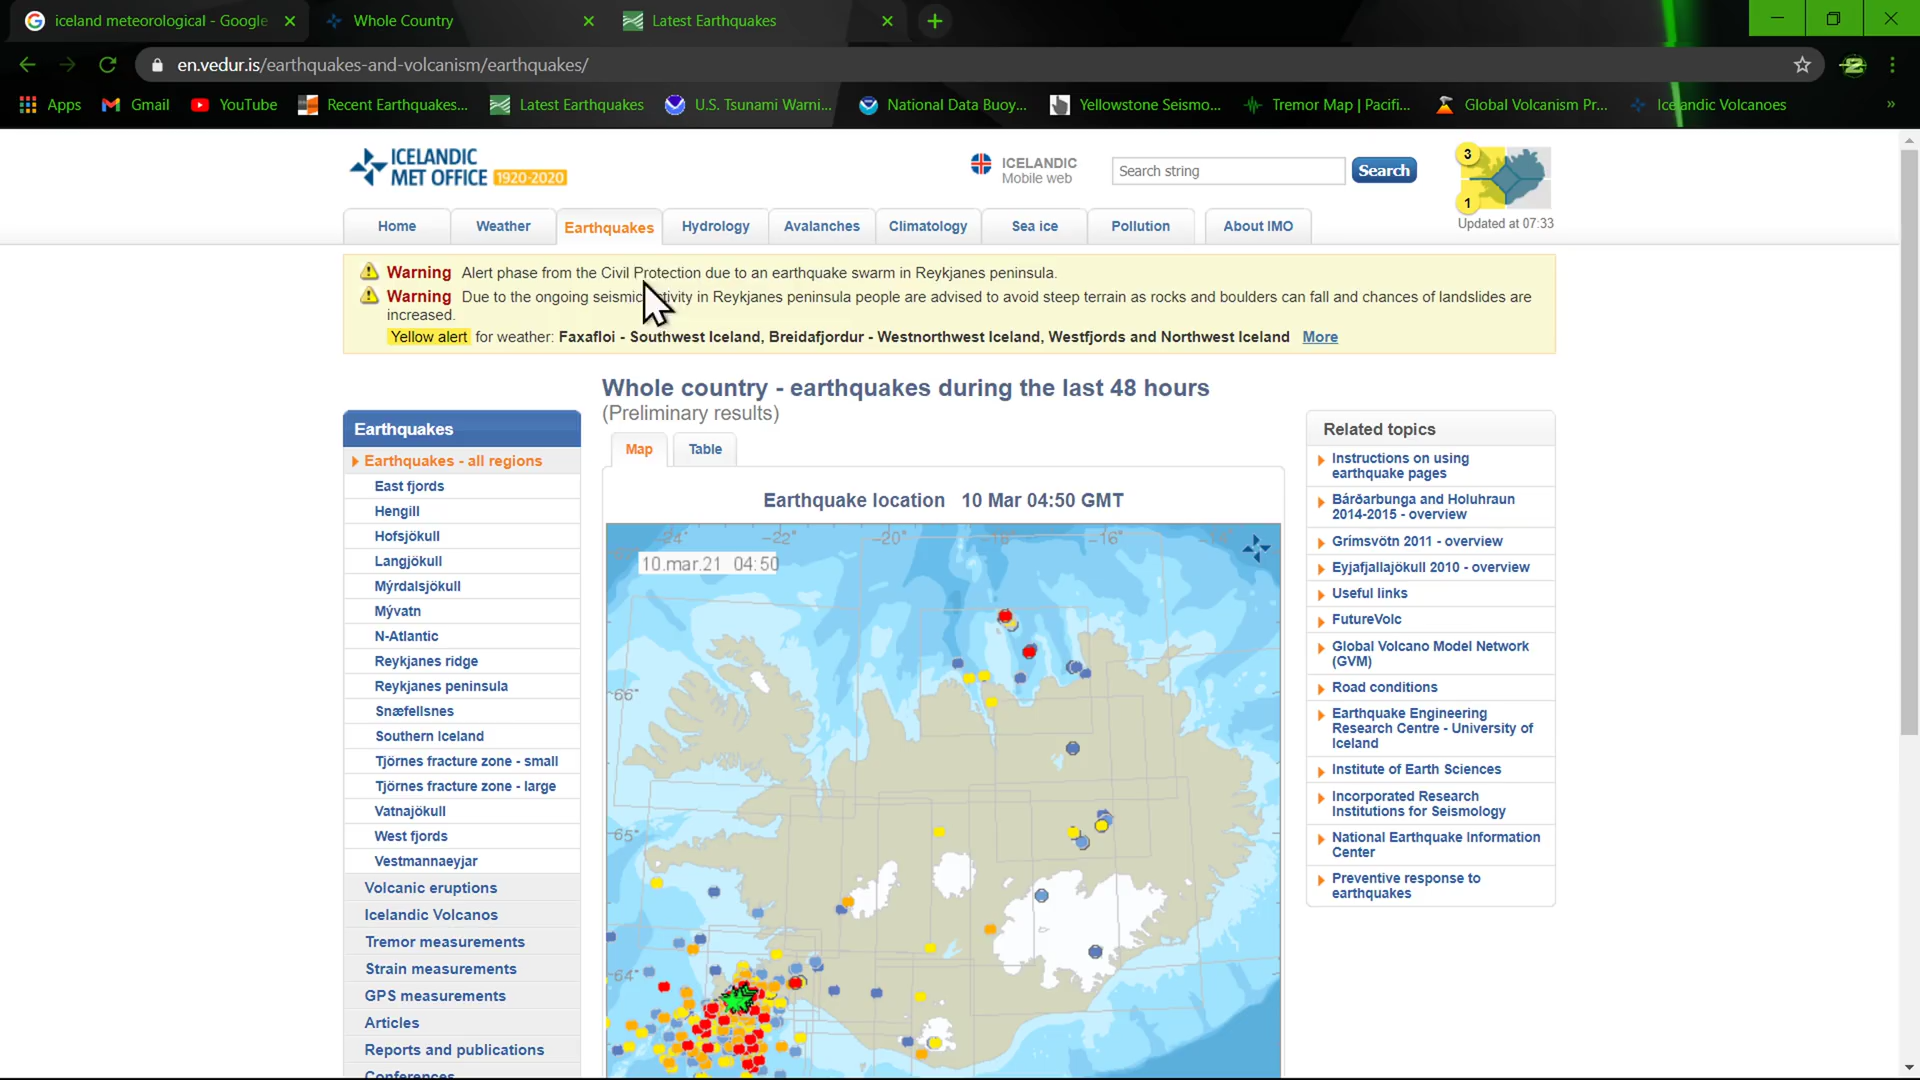 iceland meteorological - Google
Whole Country
Latest Earthquakes
en.vedur.is/earthquakes-and-volcanism/earthquakes/
Apps
Gmail
YouTube
Recent Earthquakes...
Latest Earthquakes
U.S. Tsunami Warni...
National Data Buoy...
Yellowstone Seismo...
Tremor Map | Pacifi...
Global Volcanism Pr...
Icelandic Volcanoes
»
ICELANDIC
MET OFFICE 1920-2020
ICELANDIC
Mobile web
Search string
Search
3
1
Updated at 07:33
Home
Weather
Earthquakes
Hydrology
Avalanches
Climatology
Sea ice
Pollution
About IMO
Warning Alert phase from the Civil Protection due to an earthquake swarm in Reykjanes peninsula.
Warning Due to the ongoing seismic activity in Reykjanes peninsula people are advised to avoid steep terrain as rocks and boulders can fall and chances of landslides are
increased.
Yellow alert for weather: Faxafloi - Southwest Iceland, Breidafjordur - Westnorthwest Iceland, Westfjords and Northwest Iceland More
Whole country - earthquakes during the last 48 hours
(Preliminary results)
Map
Table
Earthquake location 10 Mar 04:50 GMT
-24°
-22°
-20°
-18°
-16°
10.mar.21 04:50
66°
65°
64°
Earthquakes
Earthquakes - all regions
East fjords
Hengill
Hofsjökull
Langjökull
Mýrdalsjökull
Mývatn
N-Atlantic
Reykjanes ridge
Reykjanes peninsula
Snæfellsnes
Southern Iceland
Tjörnes fracture zone - small
Tjörnes fracture zone - large
Vatnajökull
West fjords
Vestmannaeyjar
Volcanic eruptions
Icelandic Volcanos
Tremor measurements
Strain measurements
GPS measurements
Articles
Reports and publications
Conferences
Related topics
Instructions on using
earthquake pages
Bárðarbunga and Holuhraun
2014-2015 - overview
Grímsvötn 2011 - overview
Eyjafjallajökull 2010 - overview
Useful links
FutureVolc
Global Volcano Model Network
(GVM)
Road conditions
Earthquake Engineering
Research Centre - University of
Iceland
Institute of Earth Sciences
Incorporated Research
Institutions for Seismology
National Earthquake Information
Center
Preventive response to
earthquakes